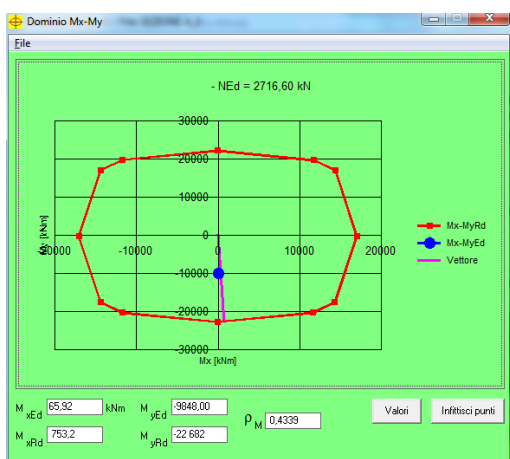 Dominio Mx-My
File
- NEd = 2716,60 kN
30000
20000
10000
0
-10000
-20000
-30000
-10000
0
10000
20000
Mx [kNm]
Mx-MyRd
Mx-MyEd
Vettore
M xEd 65,92 kNm M yEd -9848,00
ρ M 0,4339
Valori
Infittisci punti
M xRd 753,2 M yRd -22 682